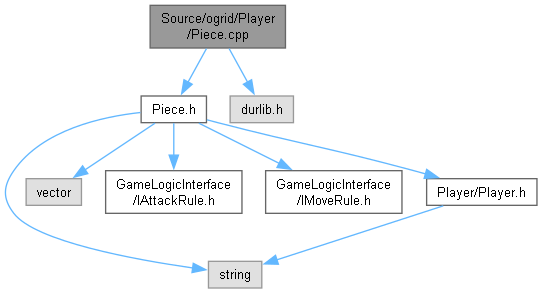 Source/ogrid/Player
/Piece.cpp
Piece.h
durlib.h
vector
GameLogicInterface
/IAttackRule.h
GameLogicInterface
/IMoveRule.h
Player/Player.h
string